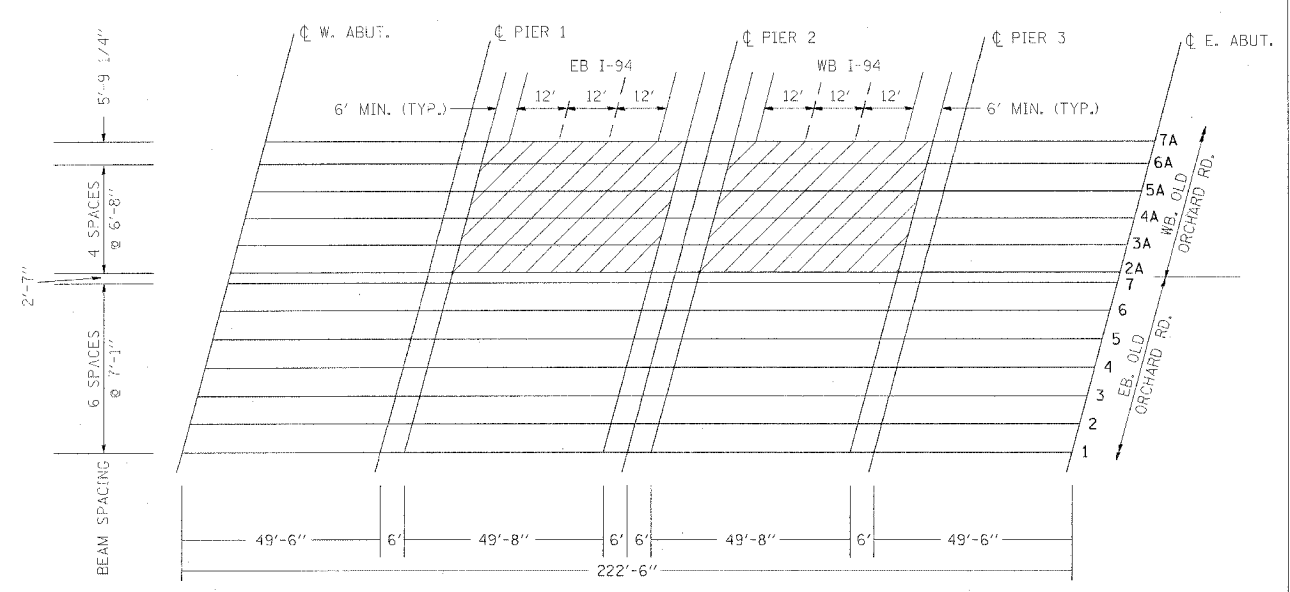 ℄ W. ABUT.
℄ PIER 1
℄ PIER 2
℄ PIER 3
℄ E. ABUT.
EB I-94
WB I-94
12' 12' 12'
12' 12' 12'
6' MIN. (TYP.)
6' MIN. (TYP.)
5'-9 1/4"
4 SPACES
@ 6'-8"
2'-7"
6 SPACES
@ 7'-1"
BEAM SPACING
7A
6A
5A
4A
3A
2A
7
6
5
4
3
2
1
WB. OLD
ORCHARD RD.
EB. OLD
ORCHARD RD.
49'-6" 6' 49'-8" 6' 6' 49'-8" 6' 49'-6"
222'-6"